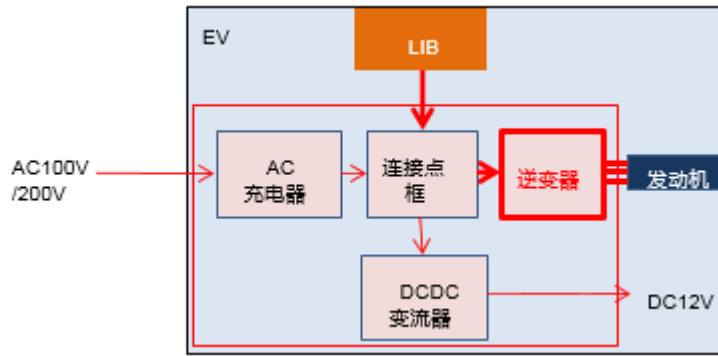 EV
LIB
AC100V
/200V
AC
充电器
连接点
框
逆变器
发动机
DCDC
变流器
DC12V